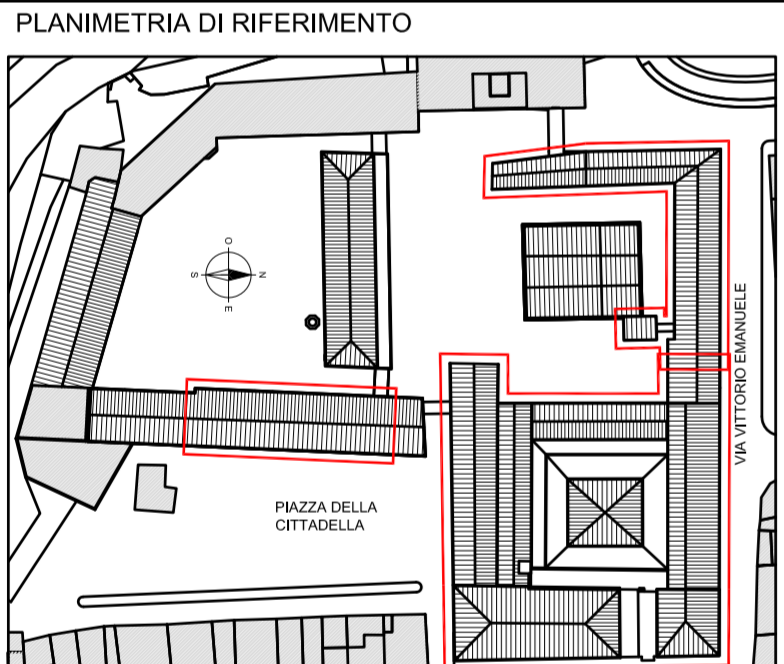 PLANIMETRIA DI RIFERIMENTO
O
S
N
E
VIA VITTORIO EMANUELE
PIAZZA DELLA
CITTADELLA